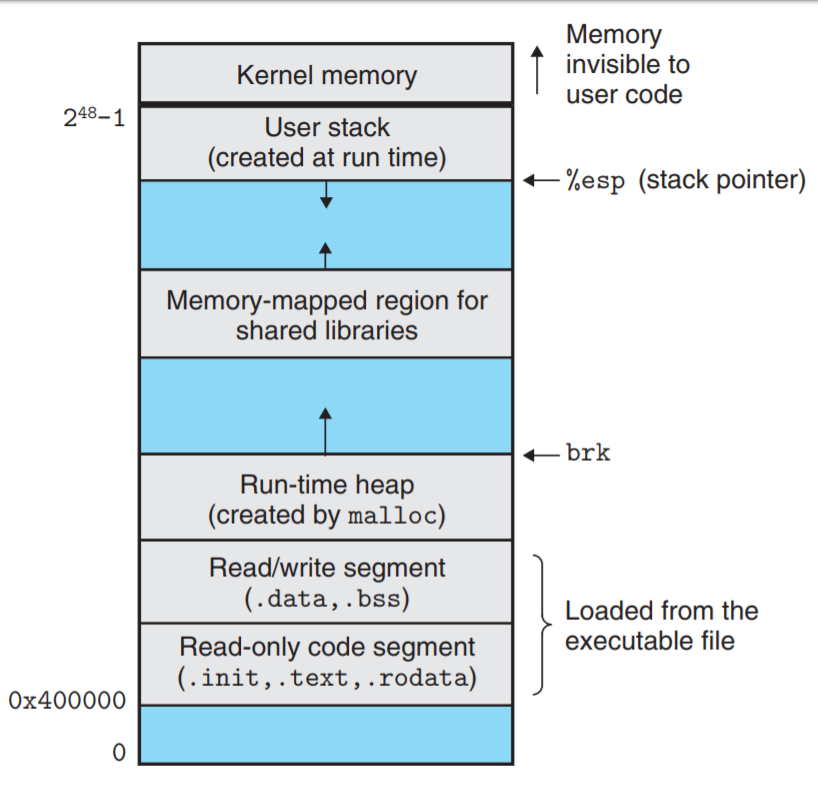 Memory
invisible to
user code
Kernel memory
2⁴⁸–1
User stack
(created at run time)
%esp (stack pointer)
Memory-mapped region for
shared libraries
brk
Run-time heap
(created by malloc)
Read/write segment
(.data,.bss)
Loaded from the
executable file
Read-only code segment
(.init,.text,.rodata)
0x400000
0